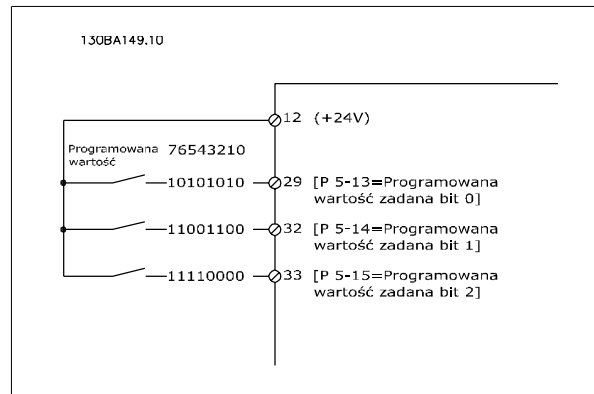 130BA149.10
12 (+24V)
Programowana 76543210
wartość
10101010 29 [P 5-13=Programowana
wartość zadana bit 0]
11001100 32 [P 5-14=Programowana
wartość zadana bit 1]
11110000 33 [P 5-15=Programowana
wartość zadana bit 2]